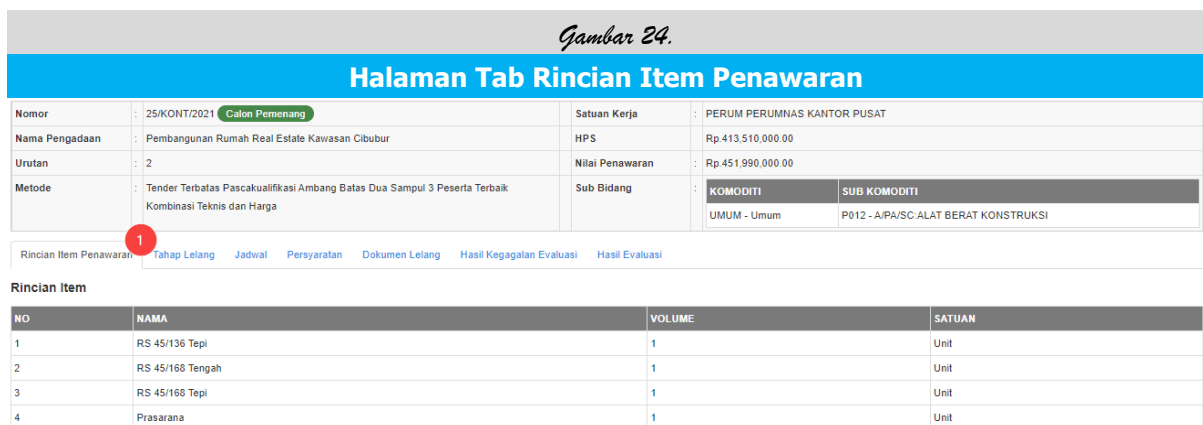 Gambar 24.
Halaman Tab Rincian Item Penawaran
Nomor : 25/KONT/2021 Calon Pemenang Satuan Kerja : PERUM PERUMNAS KANTOR PUSAT
Nama Pengadaan : Pembangunan Rumah Real Estate Kawasan Cibubur HPS : Rp.413,510,000.00
Urutan : 2 Nilai Penawaran : Rp.451,990,000.00
Metode : Tender Terbatas Pascakualifikasi Ambang Batas Dua Sampul 3 Peserta Terbaik
Kombinasi Teknis dan Harga
Sub Bidang : KOMODITI SUB KOMODITI
UMUM - Umum P012 - A/PA/SC:ALAT BERAT KONSTRUKSI
1
Rincian Item Penawaran Tahap Lelang Jadwal Persyaratan Dokumen Lelang Hasil Kegagalan Evaluasi Hasil Evaluasi
Rincian Item
NO NAMA VOLUME SATUAN
1 RS 45/136 Tepi 1 Unit
2 RS 45/168 Tengah 1 Unit
3 RS 45/168 Tepi 1 Unit
4 Prasarana 1 Unit